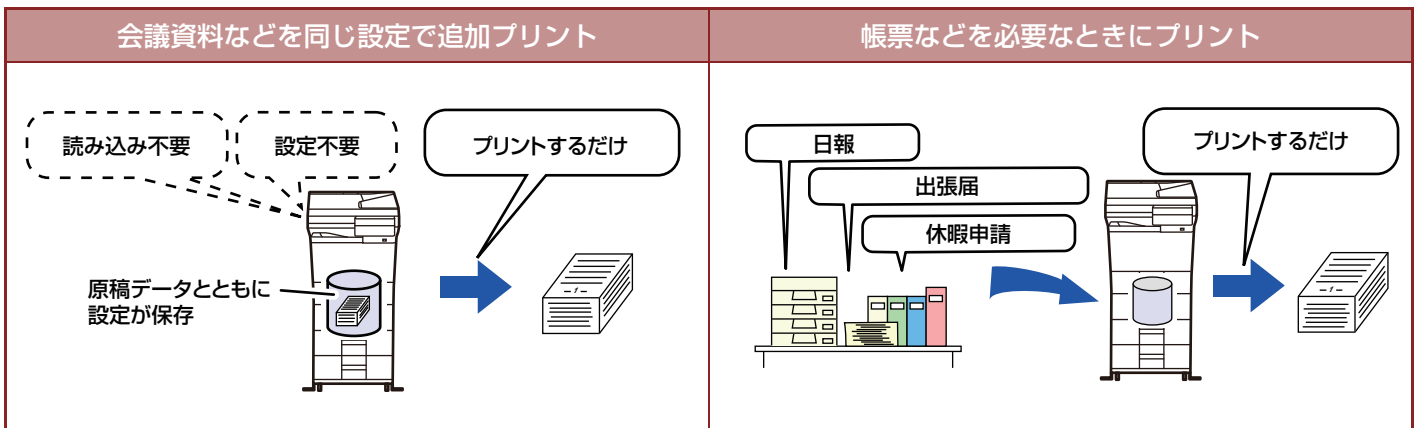 会議資料などを同じ設定で追加プリント
読み込み不要
設定不要
プリントするだけ
原稿データとともに
設定が保存
-1-
帳票などを必要なときにプリント
日報
出張届
休暇申請
プリントするだけ
-1-